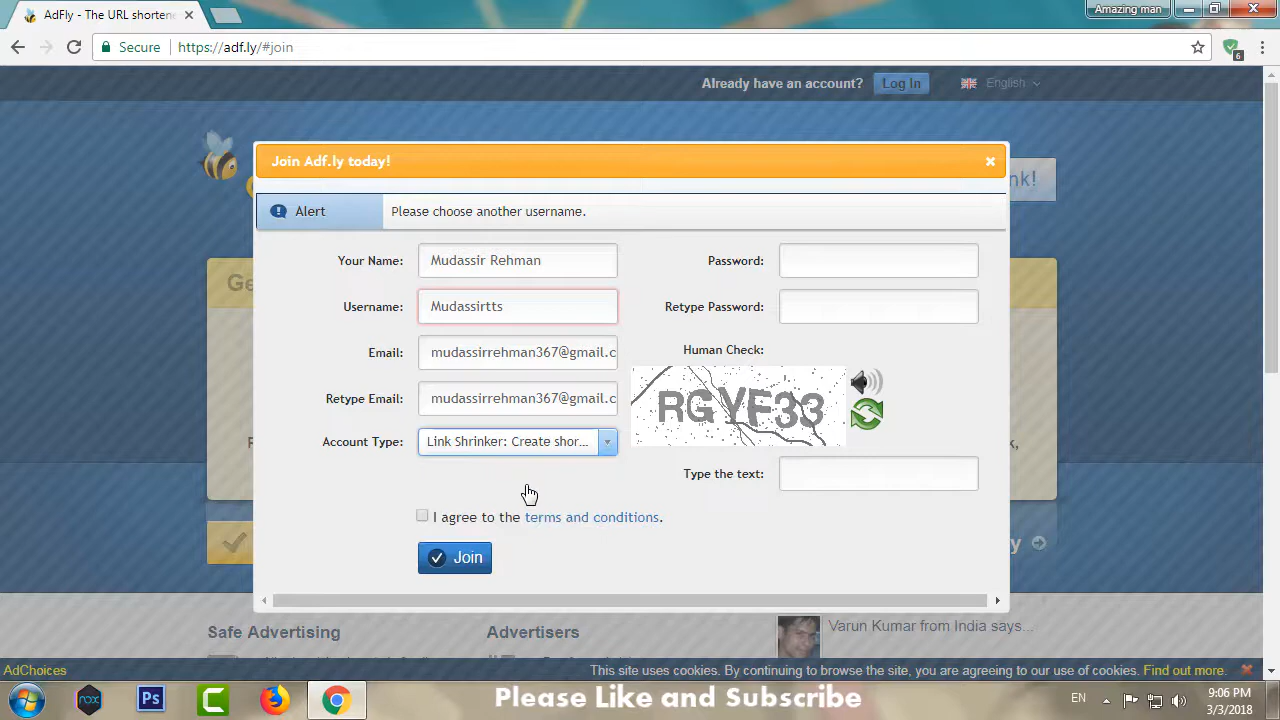 AdFly - The URL shortene
Amazing man
Secure
https://adf.ly/#join
6
Already have an account?
Log In
English
nk!
Join Adf.ly today!
Alert
Please choose another username.
Ge
Your Name:
Mudassir Rehman
Password:
Username:
Mudassirtts
Retype Password:
Email:
mudassirrehman367@gmail.c
Human Check:
Retype Email:
mudassirrehman367@gmail.c
RGYF33
Account Type:
Link Shrinker: Create shor...
Type the text:
I agree to the terms and conditions.
Join
y
Safe Advertising
Advertisers
Varun Kumar from India says...
AdChoices
This site uses cookies. By continuing to browse the site, you are agreeing to our use of cookies. Find out more.
nox
Ps
Please Like and Subscribe
EN
9:06 PM
3/3/2018